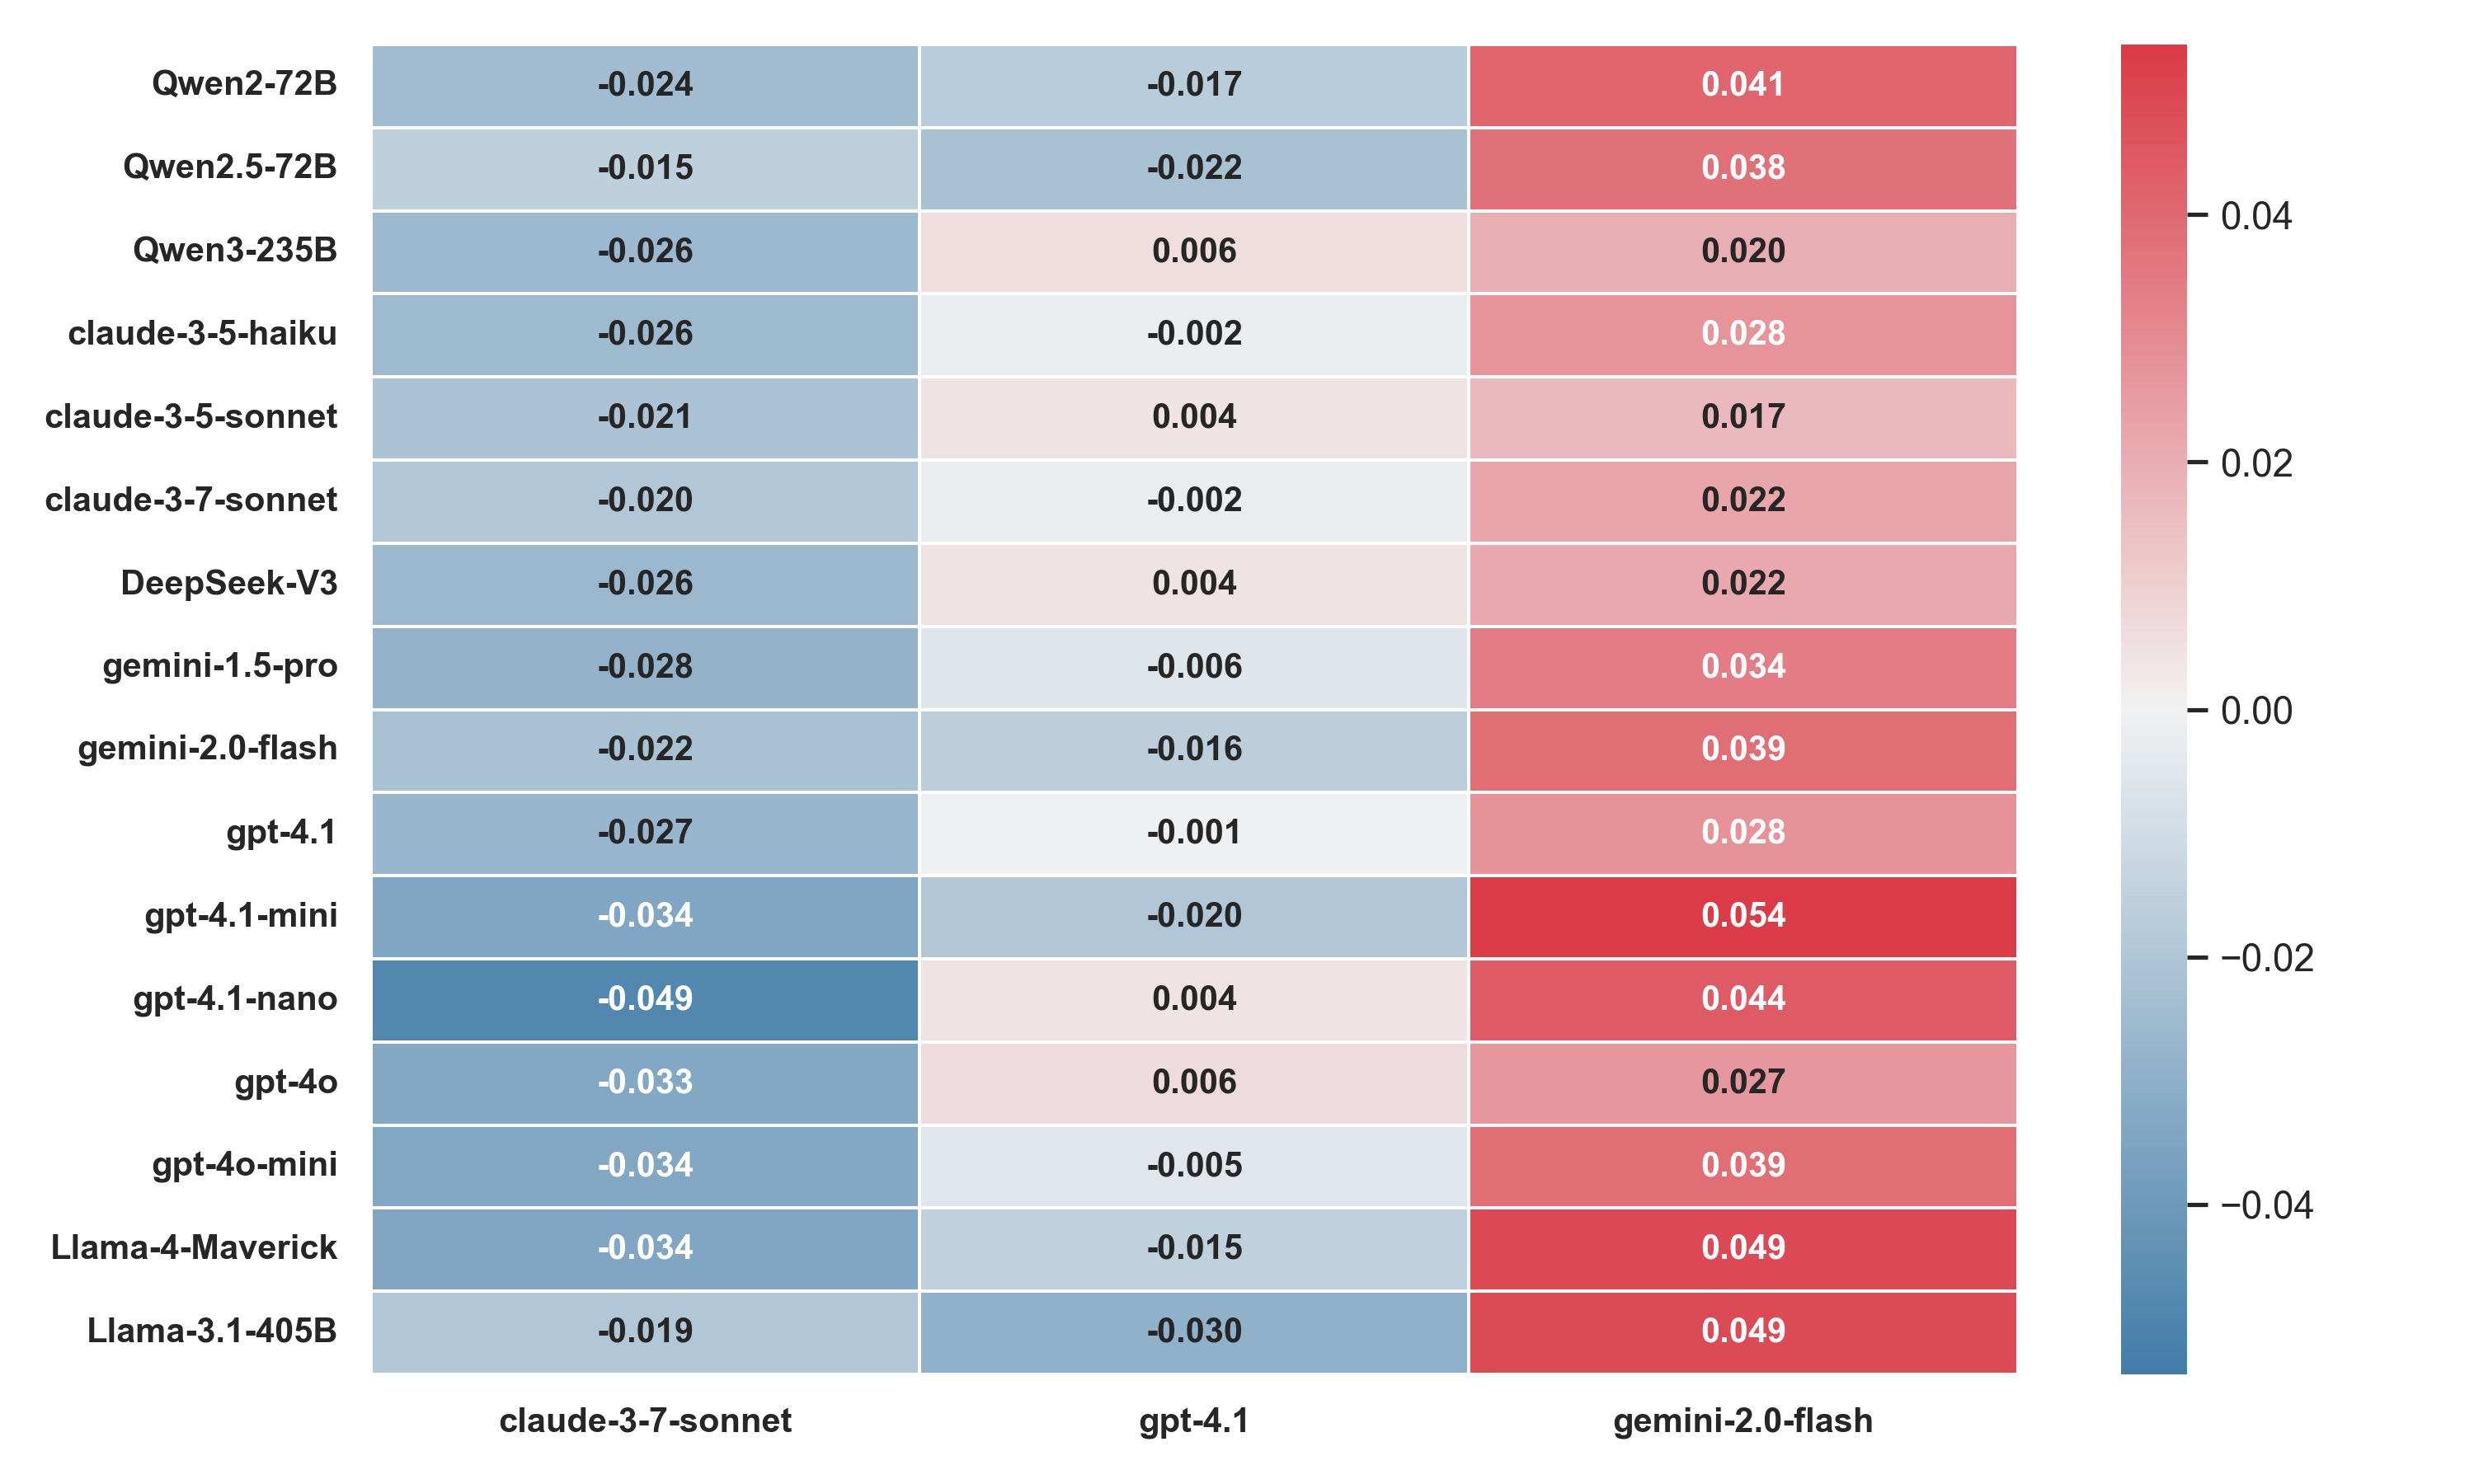 Qwen2-72B -0.024 -0.017 0.041
Qwen2.5-72B -0.015 -0.022 0.038
0.04
Qwen3-235B -0.026 0.006 0.020
claude-3-5-haiku -0.026 -0.002 0.028
claude-3-5-sonnet -0.021 0.004 0.017
0.02
claude-3-7-sonnet -0.020 -0.002 0.022
DeepSeek-V3 -0.026 0.004 0.022
gemini-1.5-pro -0.028 -0.006 0.034
0.00
gemini-2.0-flash -0.022 -0.016 0.039
gpt-4.1 -0.027 -0.001 0.028
gpt-4.1-mini -0.034 -0.020 0.054
−0.02
gpt-4.1-nano -0.049 0.004 0.044
gpt-4o -0.033 0.006 0.027
gpt-4o-mini -0.034 -0.005 0.039
−0.04
Llama-4-Maverick -0.034 -0.015 0.049
Llama-3.1-405B -0.019 -0.030 0.049
claude-3-7-sonnet gpt-4.1 gemini-2.0-flash